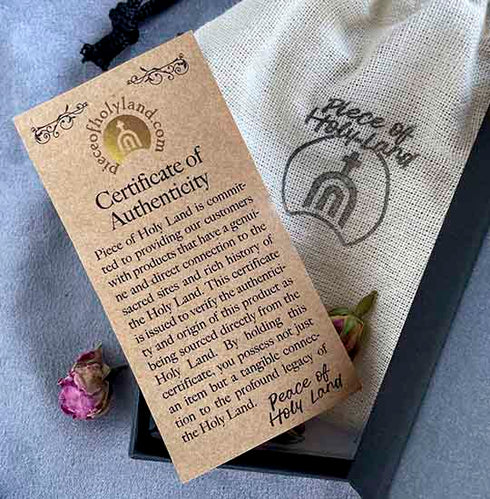 pieceofholyland.com
Certificate of
Authenticity
Piece of Holy Land is commit-
ted to providing our customers
with products that have a genui-
ne and direct connection to the
sacred sites and rich history of
the Holy Land. This certificate
is issued to verify the authentici-
ty and origin of this product as
being sourced directly from the
Holy Land. By holding this
certificate, you possess not just
an item but a tangible connec-
tion to the profound legacy of
the Holy Land.
Peace of
Holy Land
Piece of
Holy Land